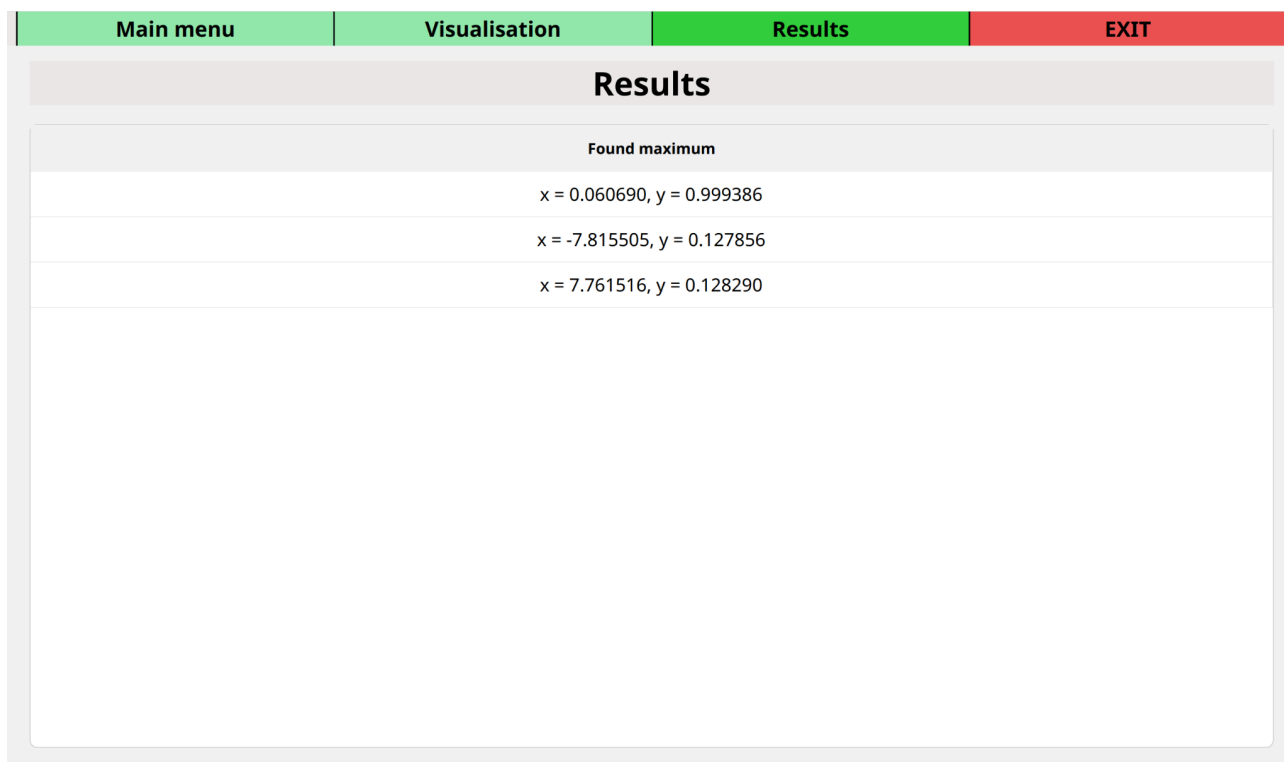 Main menu Visualisation Results EXIT
Results
Found maximum
x = 0.060690, y = 0.999386
x = -7.815505, y = 0.127856
x = 7.761516, y = 0.128290